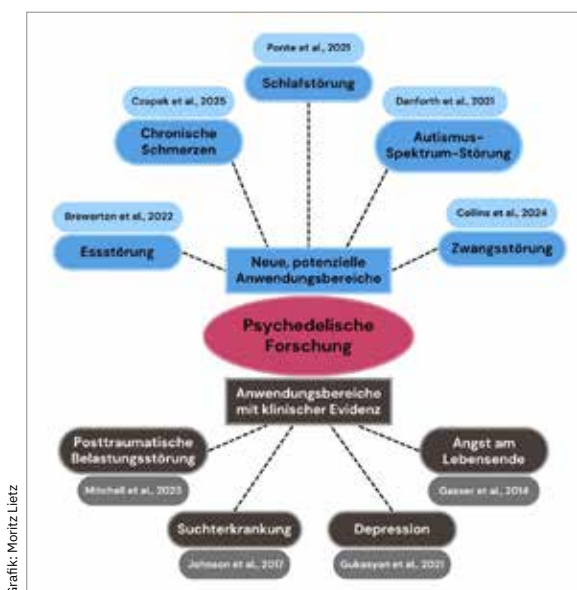 Ponte et al., 2021
Schlafstörung
Czopek et al., 2025
Chronische
Schmerzen
Danforth et al., 2021
Autismus-
Spektrum-Störung
Brewerton et al., 2022
Essstörung
Collins et al., 2024
Zwangsstörung
Neue, potenzielle
Anwendungsbereiche
Psychedelische
Forschung
Anwendungsbereiche
mit klinischer Evidenz
Posttraumatische
Belastungsstörung
Mitchell et al., 2023
Angst am
Lebensende
Gasser et al., 2014
Suchterkrankung
Johnson et al., 2017
Depression
Gukasyan et al., 2021
Grafik: Moritz Lietz